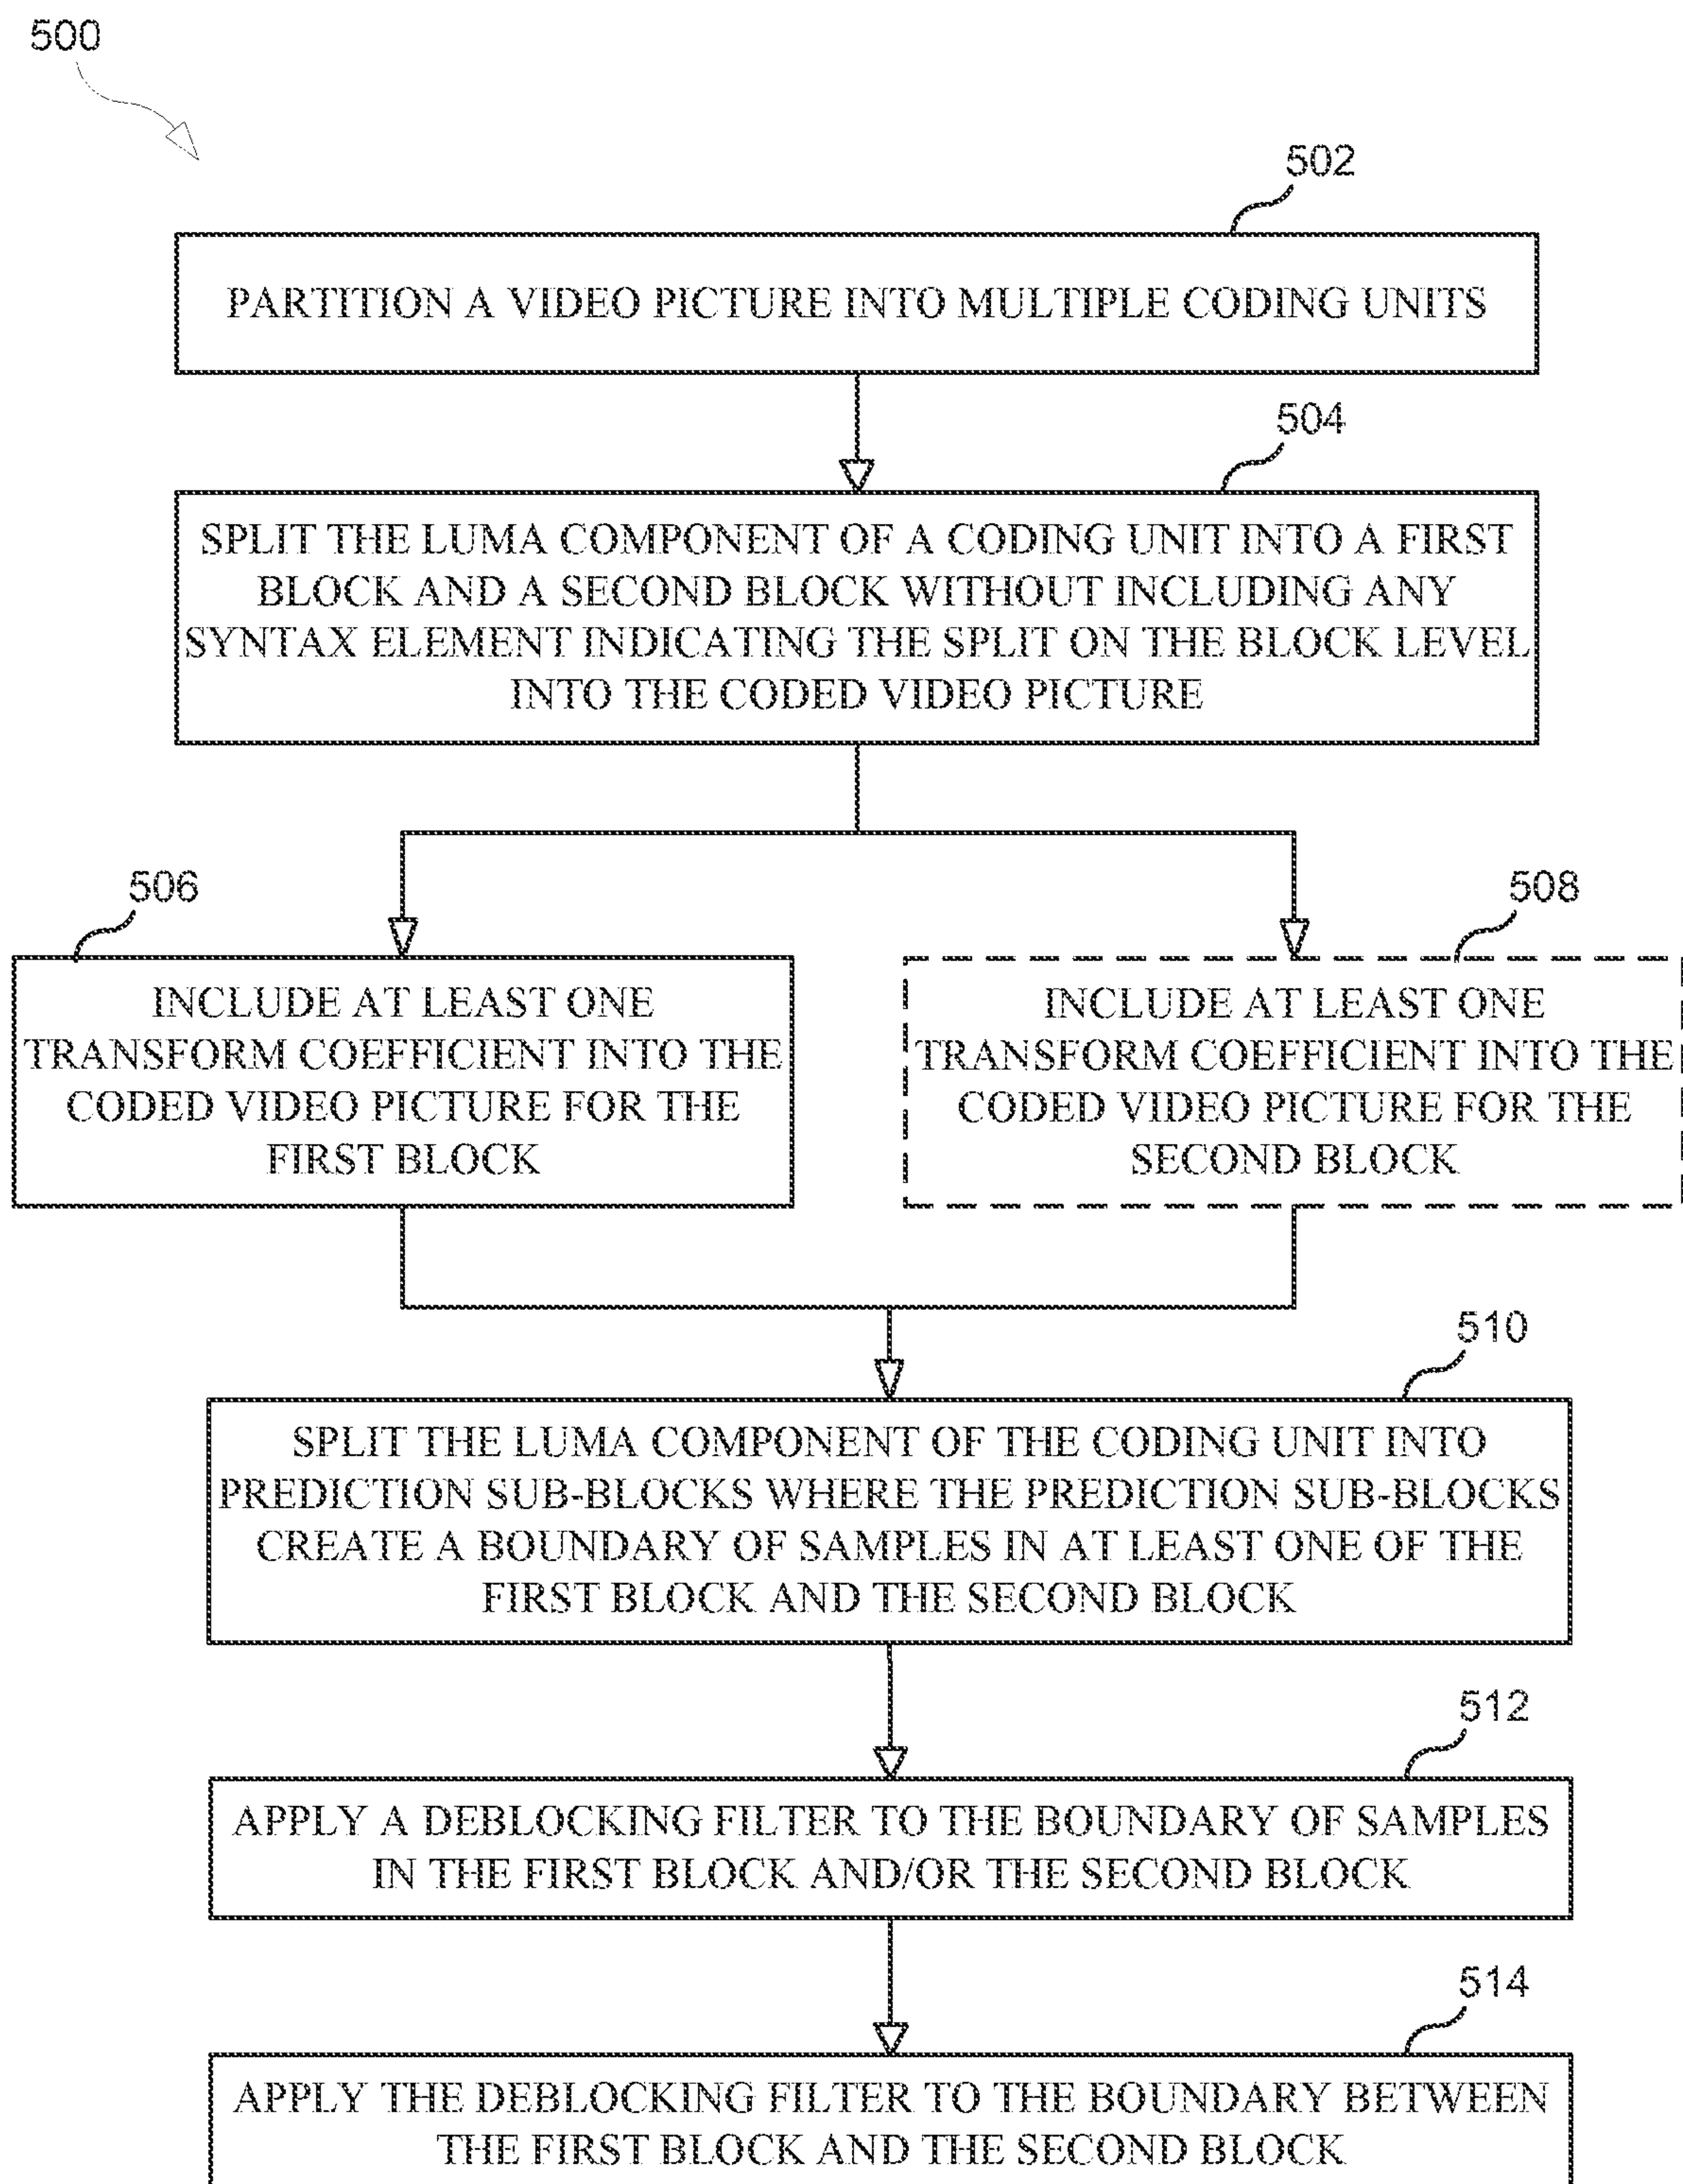 500
502
PARTITION A VIDEO PICTURE INTO MULTIPLE CODING UNITS
504
SPLIT THE LUMA COMPONENT OF A CODING UNIT INTO A FIRST
BLOCK AND A SECOND BLOCK WITHOUT INCLUDING ANY
SYNTAX ELEMENT INDICATING THE SPLIT ON THE BLOCK LEVEL
INTO THE CODED VIDEO PICTURE
506
INCLUDE AT LEAST ONE
TRANSFORM COEFFICIENT INTO THE
CODED VIDEO PICTURE FOR THE
FIRST BLOCK
508
INCLUDE AT LEAST ONE
TRANSFORM COEFFICIENT INTO THE
CODED VIDEO PICTURE FOR THE
SECOND BLOCK
510
SPLIT THE LUMA COMPONENT OF THE CODING UNIT INTO
PREDICTION SUB-BLOCKS WHERE THE PREDICTION SUB-BLOCKS
CREATE A BOUNDARY OF SAMPLES IN AT LEAST ONE OF THE
FIRST BLOCK AND THE SECOND BLOCK
512
APPLY A DEBLOCKING FILTER TO THE BOUNDARY OF SAMPLES
IN THE FIRST BLOCK AND/OR THE SECOND BLOCK
514
APPLY THE DEBLOCKING FILTER TO THE BOUNDARY BETWEEN
THE FIRST BLOCK AND THE SECOND BLOCK